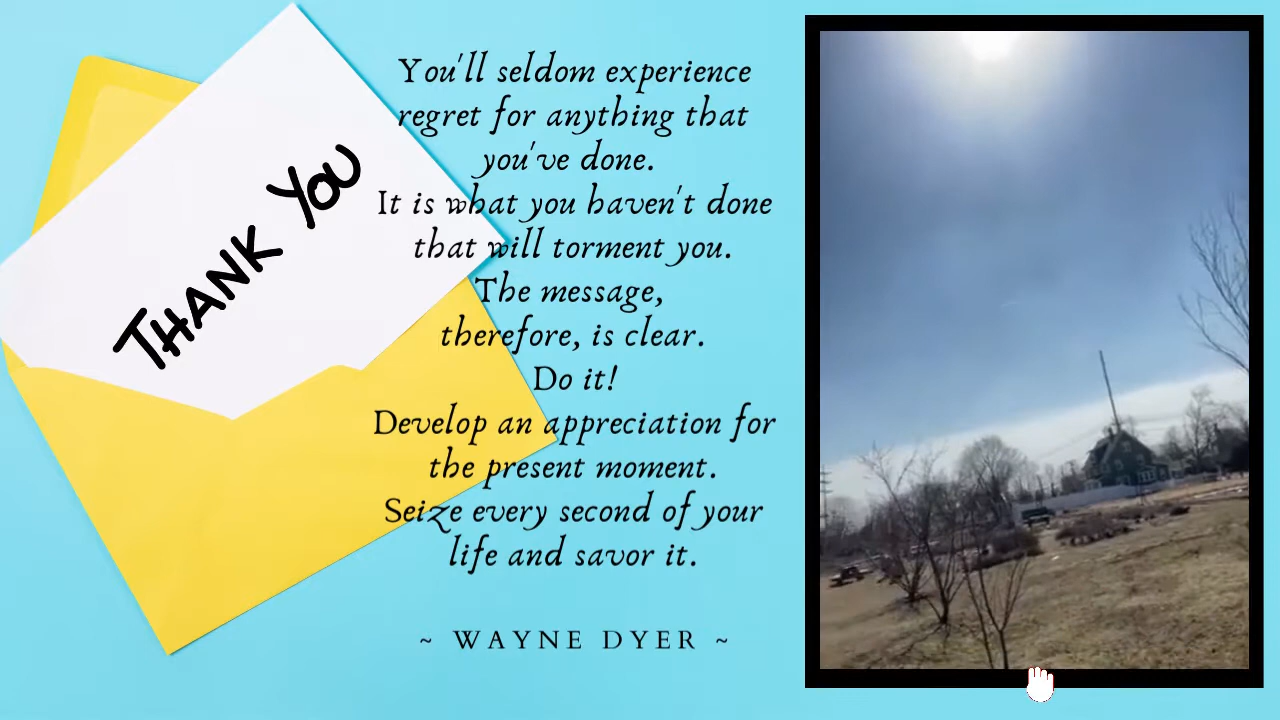 THANK YOU
You'll seldom experience
regret for anything that
you've done.
It is what you haven't done
that will torment you.
The message,
therefore, is clear.
Do it!
Develop an appreciation for
the present moment.
Seize every second of your
life and savor it.
~ WAYNE DYER ~